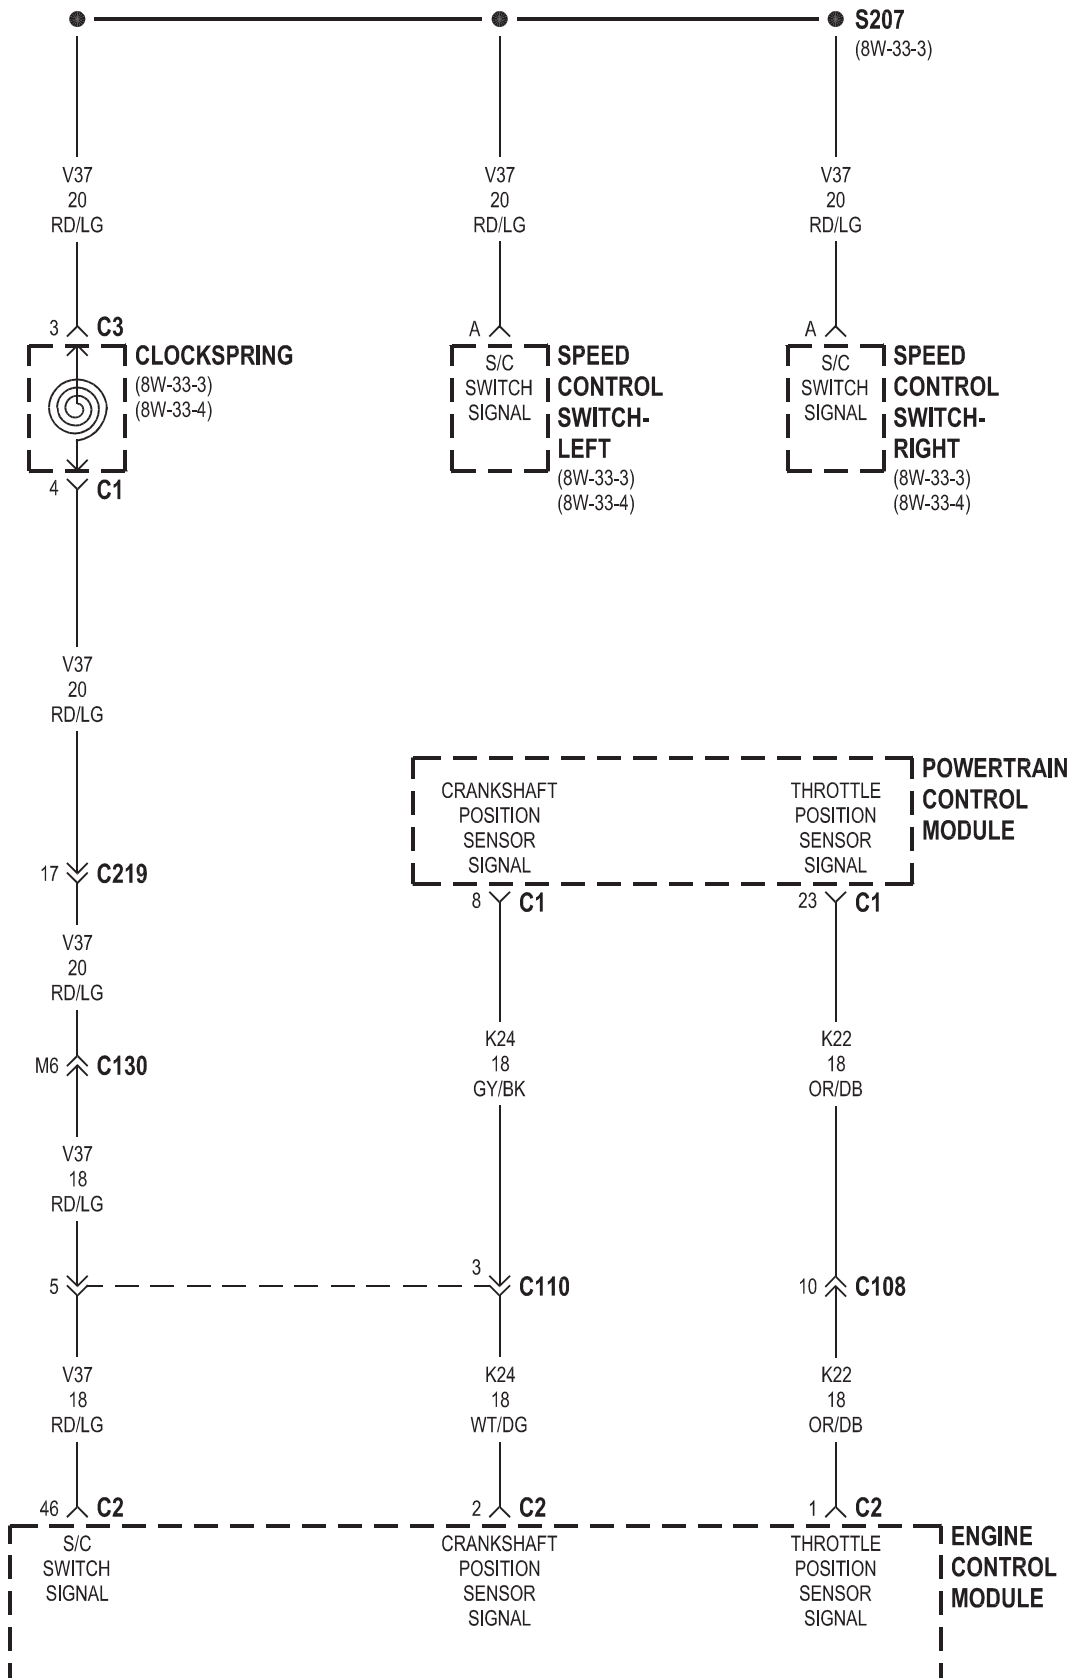 S207
(8W-33-3)
V37
20
RD/LG
V37
20
RD/LG
V37
20
RD/LG
3
C3
CLOCKSPRING
(8W-33-3)
(8W-33-4)
4
C1
A
S/C
SWITCH
SIGNAL
SPEED
CONTROL
SWITCH-
LEFT
(8W-33-3)
(8W-33-4)
A
S/C
SWITCH
SIGNAL
SPEED
CONTROL
SWITCH-
RIGHT
(8W-33-3)
(8W-33-4)
V37
20
RD/LG
17
C219
V37
20
RD/LG
M6
C130
V37
18
RD/LG
POWERTRAIN
CONTROL
MODULE
CRANKSHAFT
POSITION
SENSOR
SIGNAL
THROTTLE
POSITION
SENSOR
SIGNAL
8
C1
23
C1
K24
18
GY/BK
K22
18
OR/DB
5
3
C110
10
C108
V37
18
RD/LG
K24
18
WT/DG
K22
18
OR/DB
46
C2
2
C2
1
C2
S/C
SWITCH
SIGNAL
CRANKSHAFT
POSITION
SENSOR
SIGNAL
THROTTLE
POSITION
SENSOR
SIGNAL
ENGINE
CONTROL
MODULE